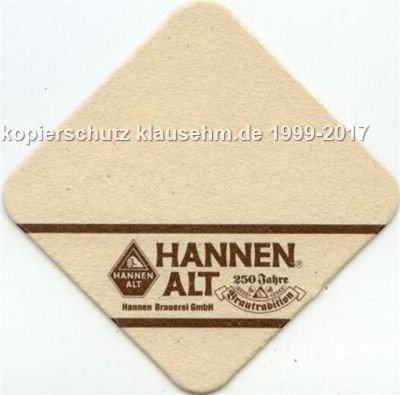 kopierschutz klausehm.de 1999-2017
HANNEN
ALT
HANNEN®
ALT
250 Jahre
Brautradition
Hannen Brauerei GmbH